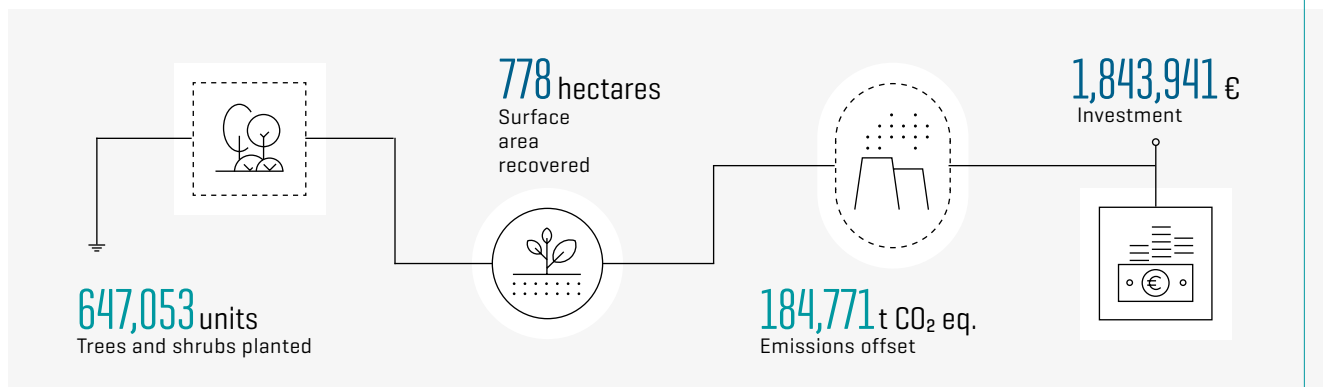 647,053 units
Trees and shrubs planted
778 hectares
Surface
area
recovered
184,771 t CO₂ eq.
Emissions offset
1,843,941 €
Investment
€